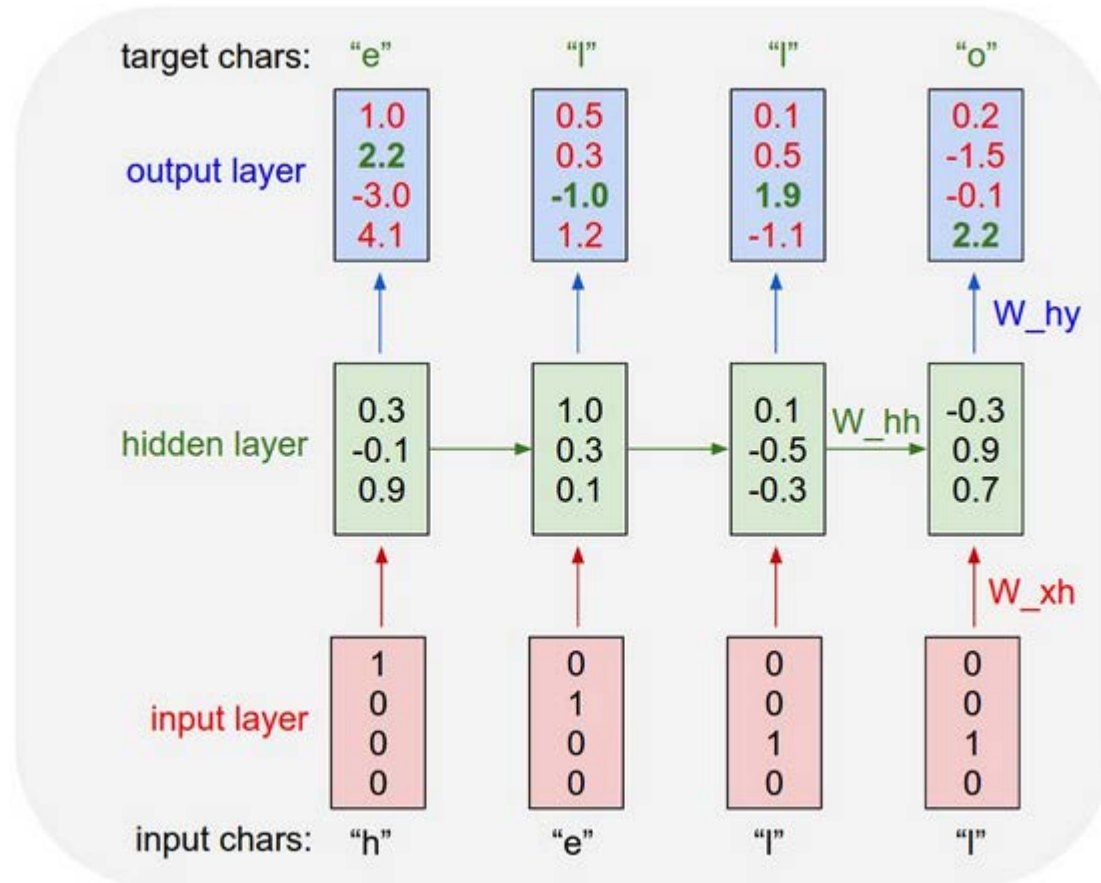 target chars: “e” “l” “l” “o”
1.0 0.5 0.1 0.2
2.2 0.3 0.5 -1.5
output layer
-3.0 -1.0 1.9 -0.1
4.1 1.2 -1.1 2.2
W_hy
0.3 1.0 0.1 -0.3
W_hh
hidden layer -0.1 0.3 -0.5 0.9
0.9 0.1 -0.3 0.7
W_xh
1 0 0 0
0 1 0 0
input layer
0 0 1 1
0 0 0 0
input chars: “h” “e” “l” “l”